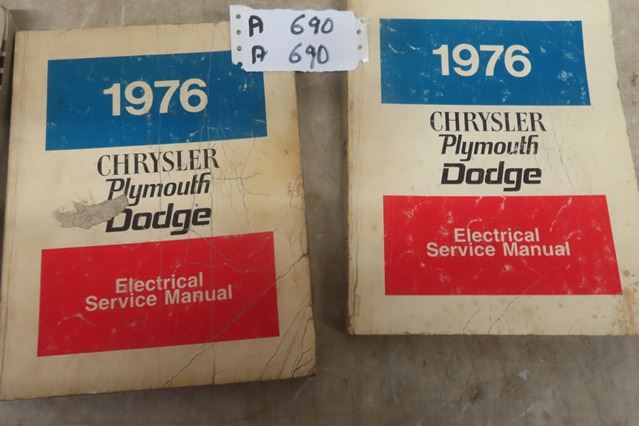 A 690
A 690
1976
CHRYSLER
Plymouth
Dodge
Electrical
Service Manual
1976
CHRYSLER
Plymouth
Dodge
Electrical
Service Manual